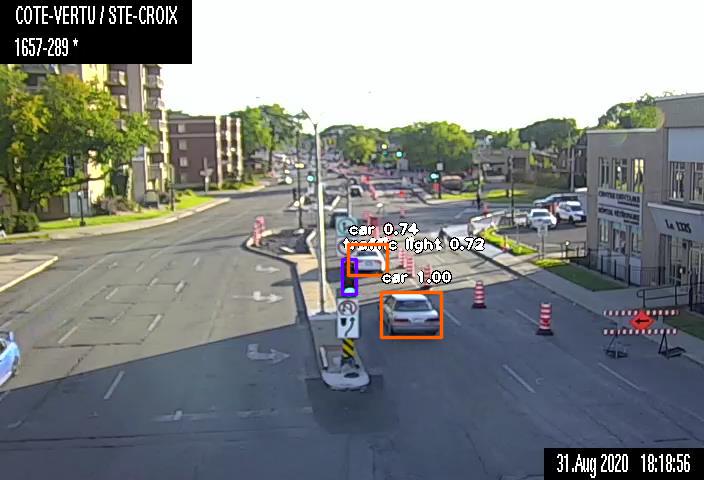 COTE-VERTU / STE-CROIX
1657-289 *
car 0.74
traffic light 0.72
car 1.00
31.Aug 2020 18:18:56